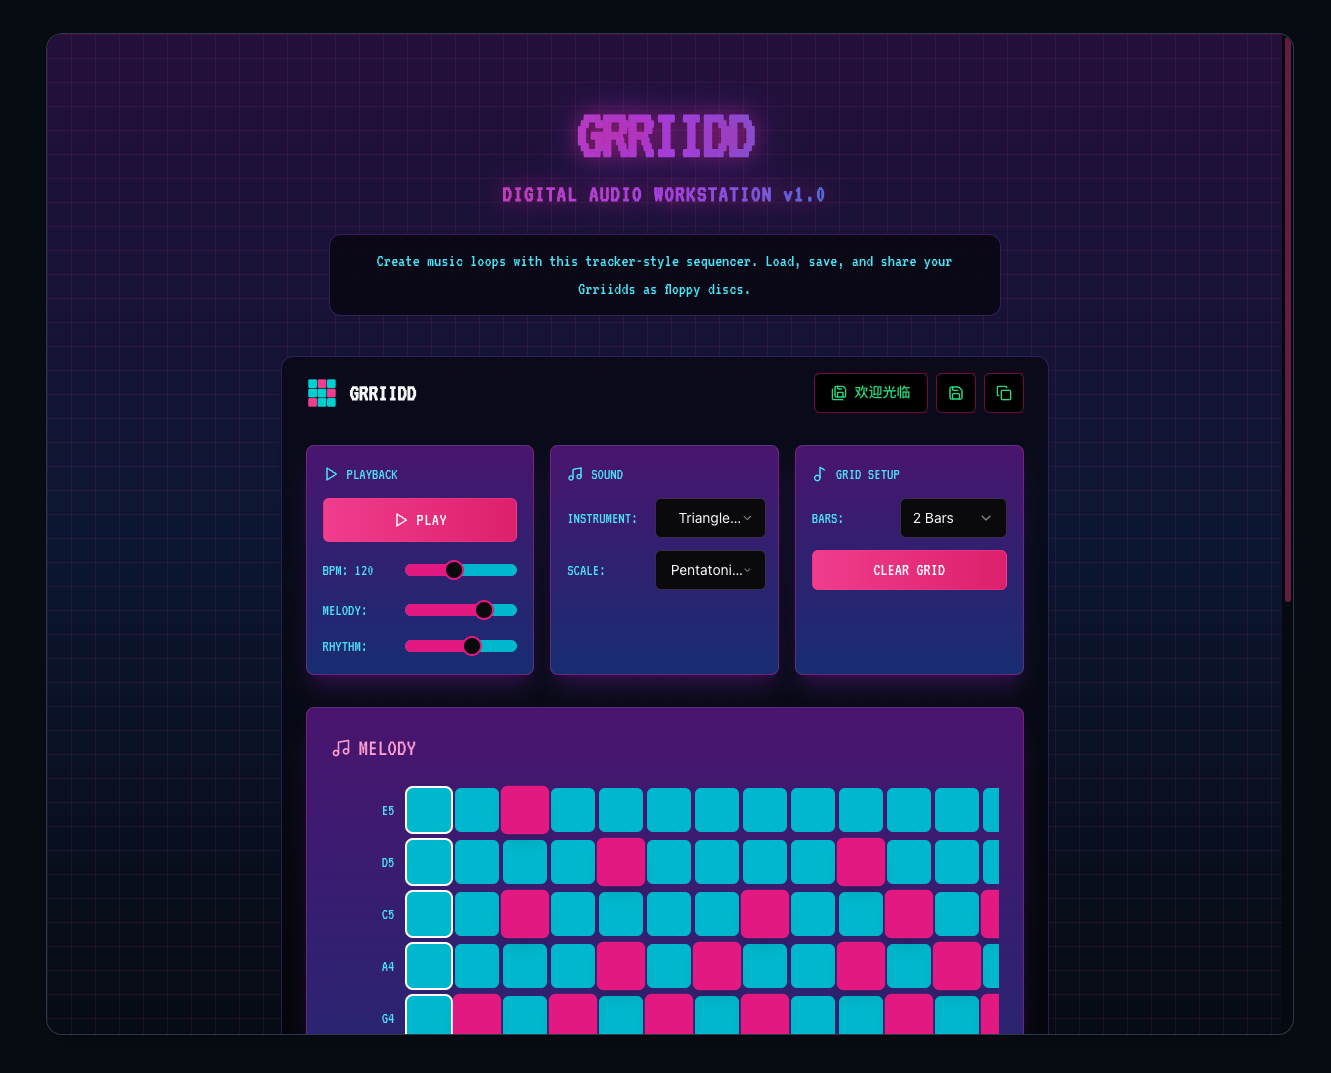 GRRIIDD
DIGITAL AUDIO WORKSTATION v1.0
Create music loops with this tracker-style sequencer. Load, save, and share your
Grriidds as floppy discs.
GRRIIDD
欢迎光临
PLAYBACK
PLAY
BPM: 120
MELODY:
RHYTHM:
SOUND
INSTRUMENT:
Triangle...
SCALE:
Pentatoni...
GRID SETUP
BARS:
2 Bars
CLEAR GRID
MELODY
E5
D5
C5
A4
G4